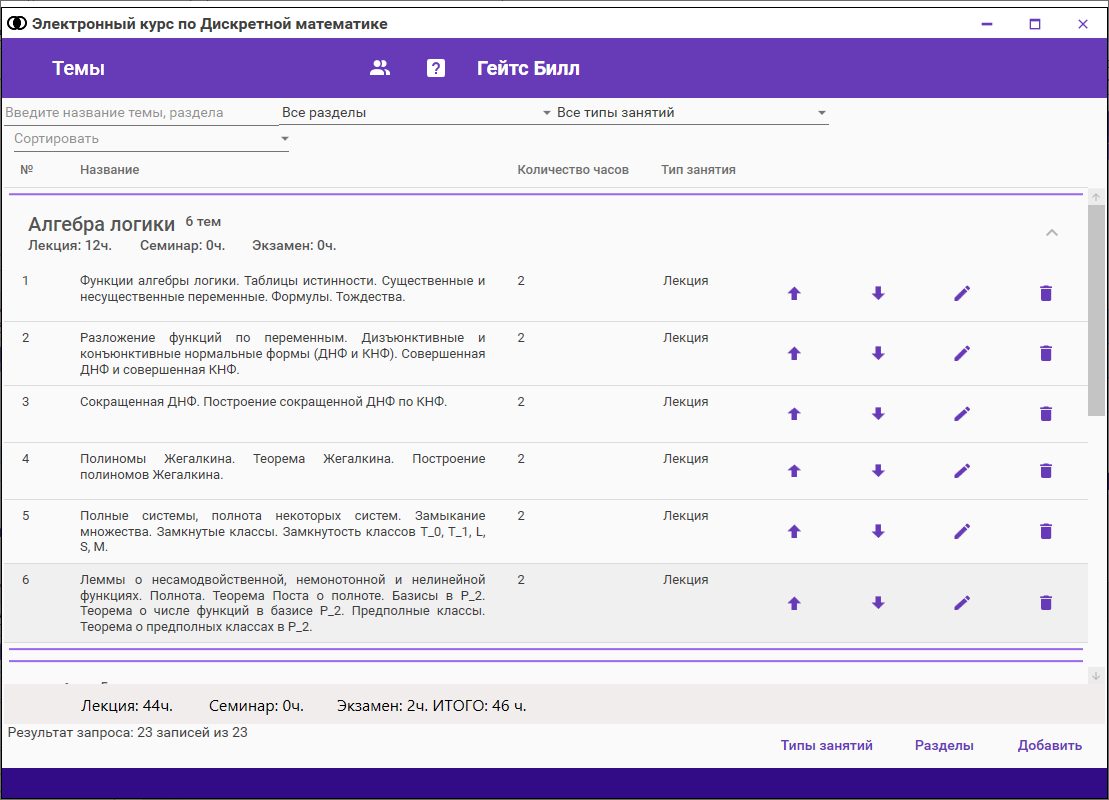 Электронный курс по Дискретной математике
Темы
?
Гейтс Билл
Введите название темы, раздела
Все разделы
Все типы занятий
Сортировать
№ Название Количество часов Тип занятия
Алгебра логики 6 тем
Лекция: 12ч. Семинар: 0ч. Экзамен: 0ч.
1 Функции алгебры логики. Таблицы истинности. Существенные и 2 Лекция
несущественные переменные. Формулы. Тождества.
2 Разложение функций по переменным. Дизъюнктивные и 2 Лекция
конъюнктивные нормальные формы (ДНФ и КНФ). Совершенная
ДНФ и совершенная КНФ.
3 Сокращенная ДНФ. Построение сокращенной ДНФ по КНФ. 2 Лекция
4 Полиномы Жегалкина. Теорема Жегалкина. Построение 2 Лекция
полиномов Жегалкина.
5 Полные системы, полнота некоторых систем. Замыкание 2 Лекция
множества. Замкнутые классы. Замкнутость классов T_0, T_1, L,
S, M.
6 Леммы о несамодвойственной, немонотонной и нелинейной 2 Лекция
функциях. Полнота. Теорема Поста о полноте. Базисы в P_2.
Теорема о числе функций в базисе P_2. Предполные классы.
Теорема о предполных классах в P_2.
Лекция: 44ч. Семинар: 0ч. Экзамен: 2ч. ИТОГО: 46 ч.
Результат запроса: 23 записей из 23
Типы занятий Разделы Добавить